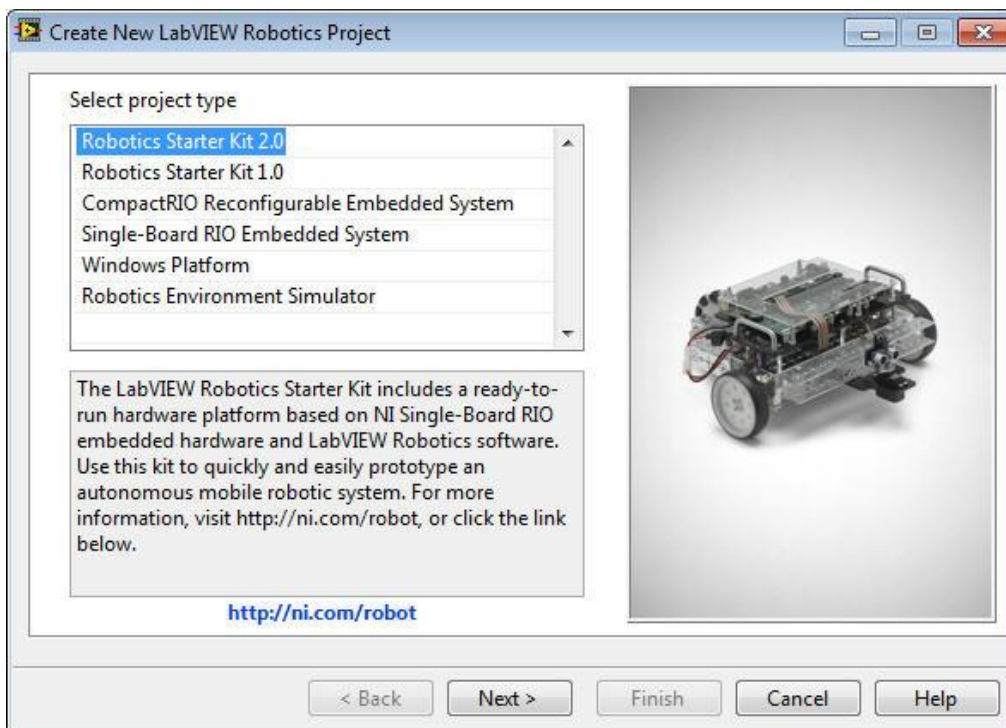 Create New LabVIEW Robotics Project
Select project type
Robotics Starter Kit 2.0
Robotics Starter Kit 1.0
CompactRIO Reconfigurable Embedded System
Single-Board RIO Embedded System
Windows Platform
Robotics Environment Simulator
The LabVIEW Robotics Starter Kit includes a ready-to-
run hardware platform based on NI Single-Board RIO
embedded hardware and LabVIEW Robotics software.
Use this kit to quickly and easily prototype an
autonomous mobile robotic system. For more
information, visit http://ni.com/robot, or click the link
below.
http://ni.com/robot
< Back Next > Finish Cancel Help